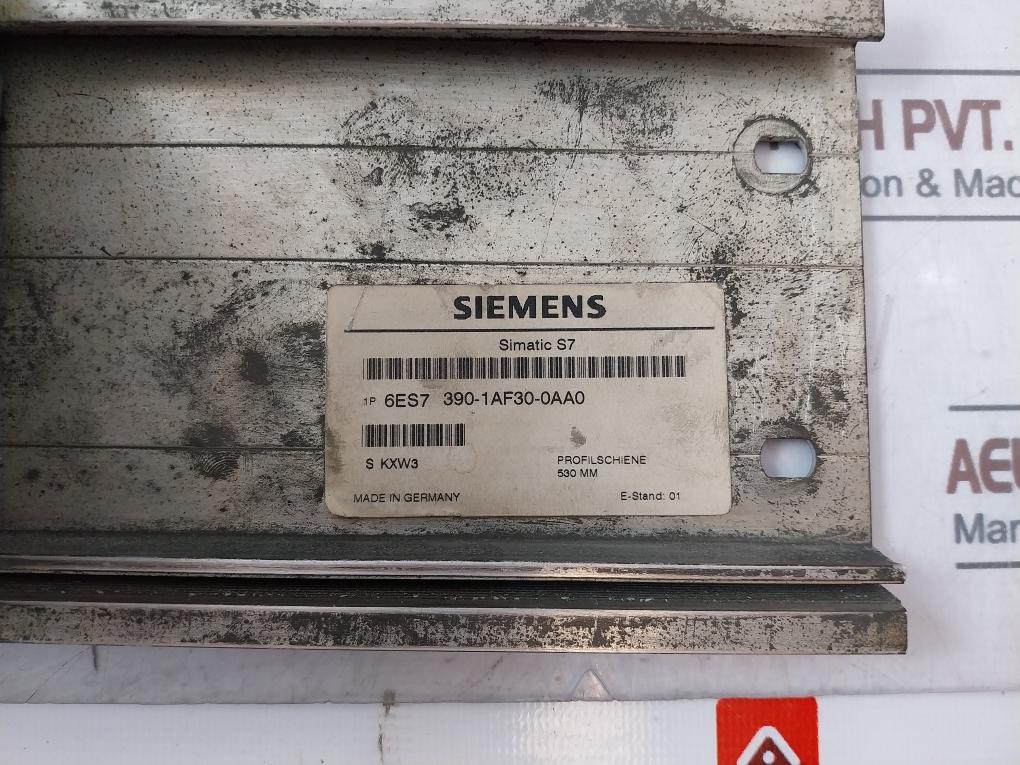 SIEMENS
Simatic S7
1P 6ES7 390-1AF30-0AA0
S KXW3
PROFILSCHIENE
530 MM
MADE IN GERMANY
E-Stand: 01
H PVT.
on & Mac
AEL
Mar